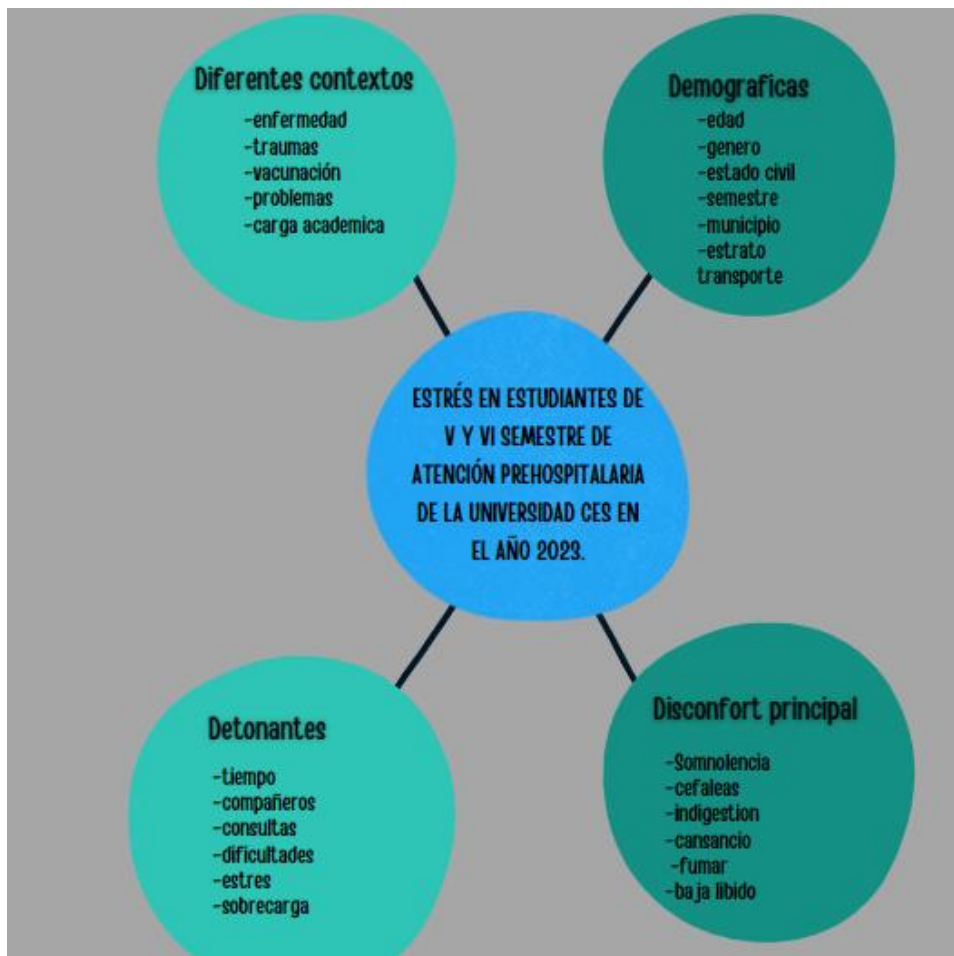 Diferentes contextos
-enfermedad
-traumas
-vacunación
-problemas
-carga academica
Demograficas
-edad
-genero
-estado civil
-semestre
-municipio
-estrato
transporte
ESTRÉS EN ESTUDIANTES DE
V Y VI SEMESTRE DE
ATENCIÓN PREHOSPITALARIA
DE LA UNIVERSIDAD CES EN
EL AÑO 2023.
Detonantes
-tiempo
-compañeros
-consultas
-dificultades
-estres
-sobrecarga
Disconfort principal
-Somnolencia
-cefaleas
-indigestion
-cansancio
-fumar
-baja libido